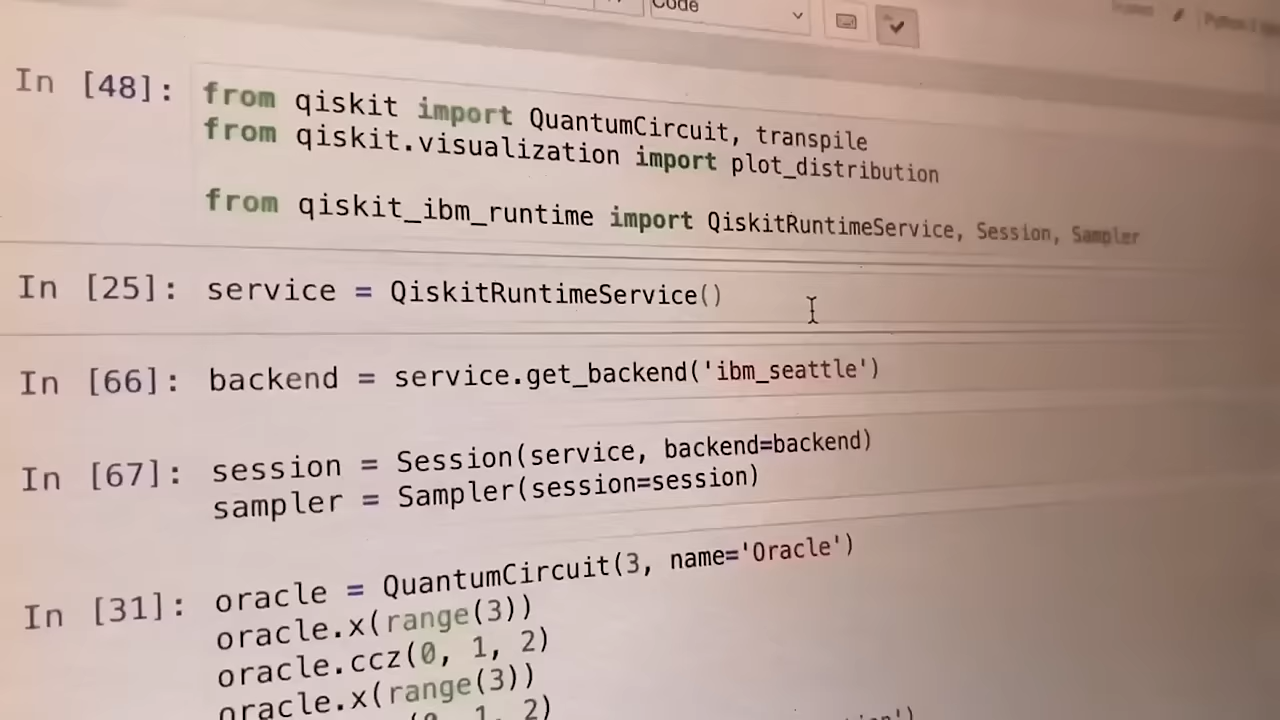 Code
In [48]: from qiskit import QuantumCircuit, transpile
from qiskit.visualization import plot_distribution
from qiskit_ibm_runtime import QiskitRuntimeService, Session, Sampler
In [25]: service = QiskitRuntimeService()
In [66]: backend = service.get_backend('ibm_seattle')
In [67]: session = Session(service, backend=backend)
sampler = Sampler(session=session)
In [31]: oracle = QuantumCircuit(3, name='Oracle')
oracle.x(range(3))
oracle.ccz(0, 1, 2)
oracle.x(range(3))
1, 2)